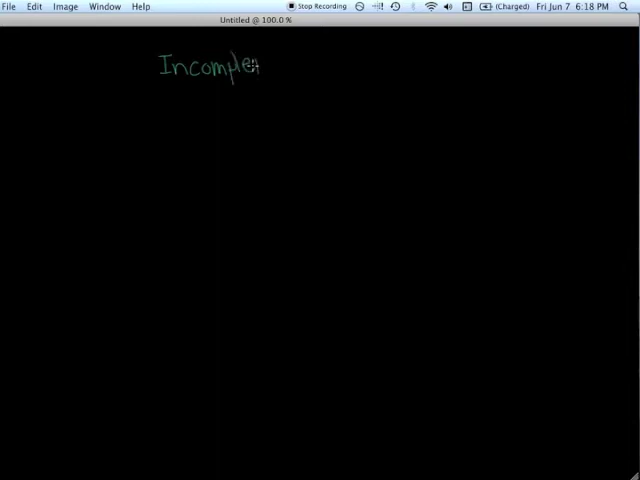 File Edit Image Window Help Stop Recording (Charged) Fri Jun 7 6:18 PM
Untitled @ 100.0 %
Incomple